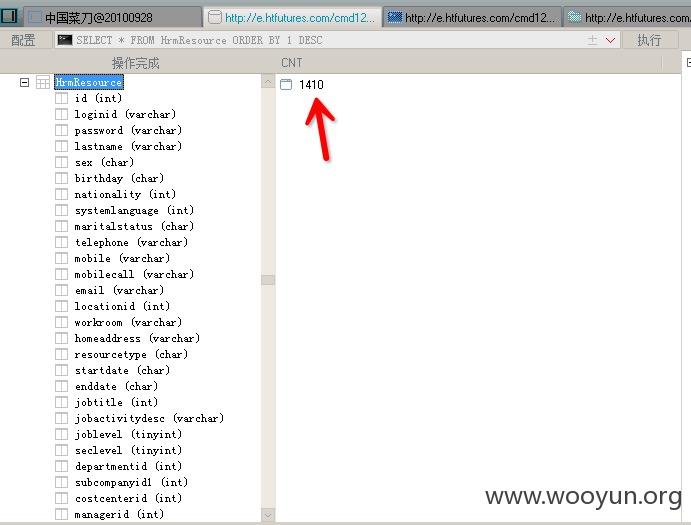 中国菜刀@20100928
http://e.htfutures.com/cmd12...
http://e.htfutures.com/cmd12...
http://e.htfutures.com/cm...
配置
SELECT * FROM HrmResource ORDER BY 1 DESC
执行
操作完成
CNT
HrmResource
1410
id (int)
loginid (varchar)
password (varchar)
lastname (varchar)
sex (char)
birthday (char)
nationality (int)
systemlanguage (int)
maritalstatus (char)
telephone (varchar)
mobile (varchar)
mobilecall (varchar)
email (varchar)
locationid (int)
workroom (varchar)
homeaddress (varchar)
resourcetype (char)
startdate (char)
enddate (char)
jobtitle (int)
jobactivitydesc (varchar)
joblevel (tinyint)
seclevel (tinyint)
departmentid (int)
subcompanyid1 (int)
costcenterid (int)
managerid (int)
www.wooyun.org